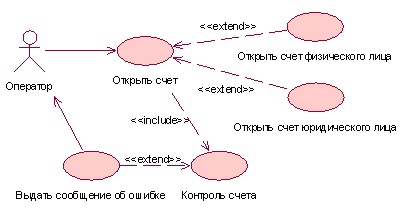 <<extend>>
Открыть счет физического лица
Оператор
Открыть счет
<<extend>>
<<include>>
Открыть счет юридического лица
<<extend>>
Выдать сообщение об ошибке
Контроль счета